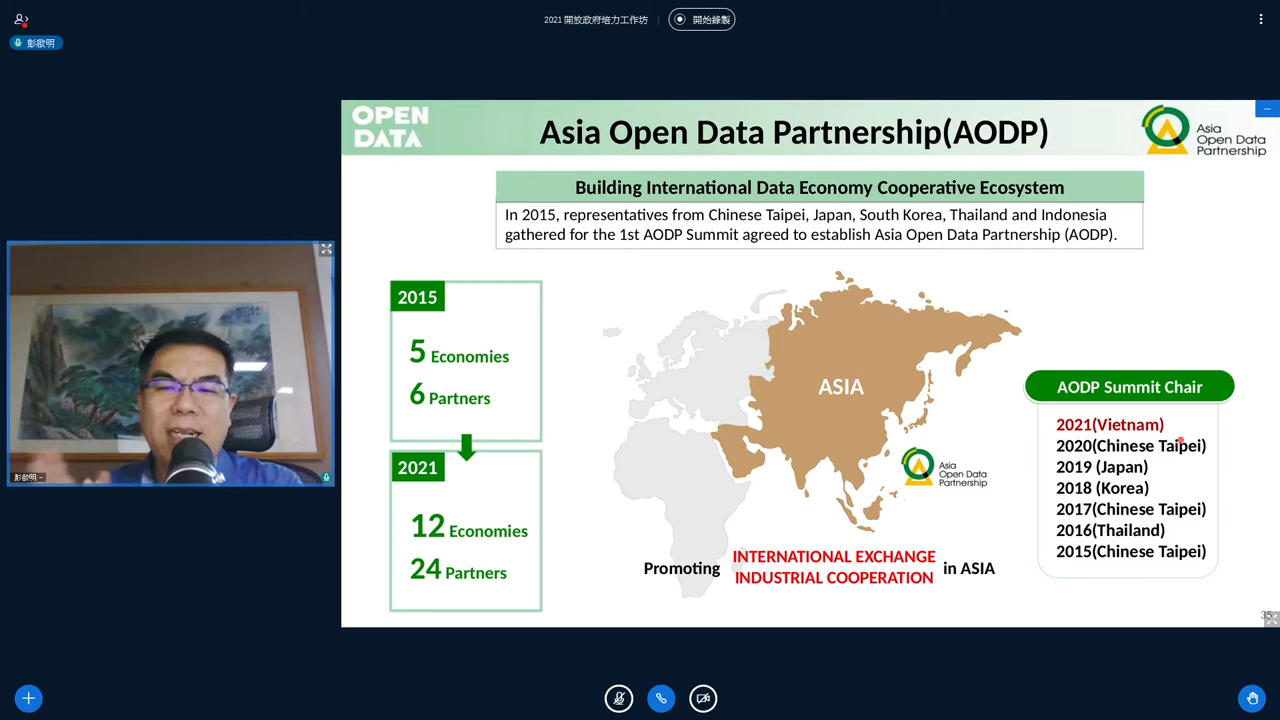 2021 開放政府培力工作坊
開始錄製
彭啟明
OPEN
DATA
Asia Open Data Partnership(AODP)
Asia
Open Data
Partnership
Building International Data Economy Cooperative Ecosystem
In 2015, representatives from Chinese Taipei, Japan, South Korea, Thailand and Indonesia
gathered for the 1st AODP Summit agreed to establish Asia Open Data Partnership (AODP).
2015
5 Economies
6 Partners
2021
12 Economies
24 Partners
ASIA
Asia
Open Data
Partnership
Promoting
INTERNATIONAL EXCHANGE
INDUSTRIAL COOPERATION
in ASIA
AODP Summit Chair
2021(Vietnam)
2020(Chinese Taipei)
2019 (Japan)
2018 (Korea)
2017(Chinese Taipei)
2016(Thailand)
2015(Chinese Taipei)
彭啟明